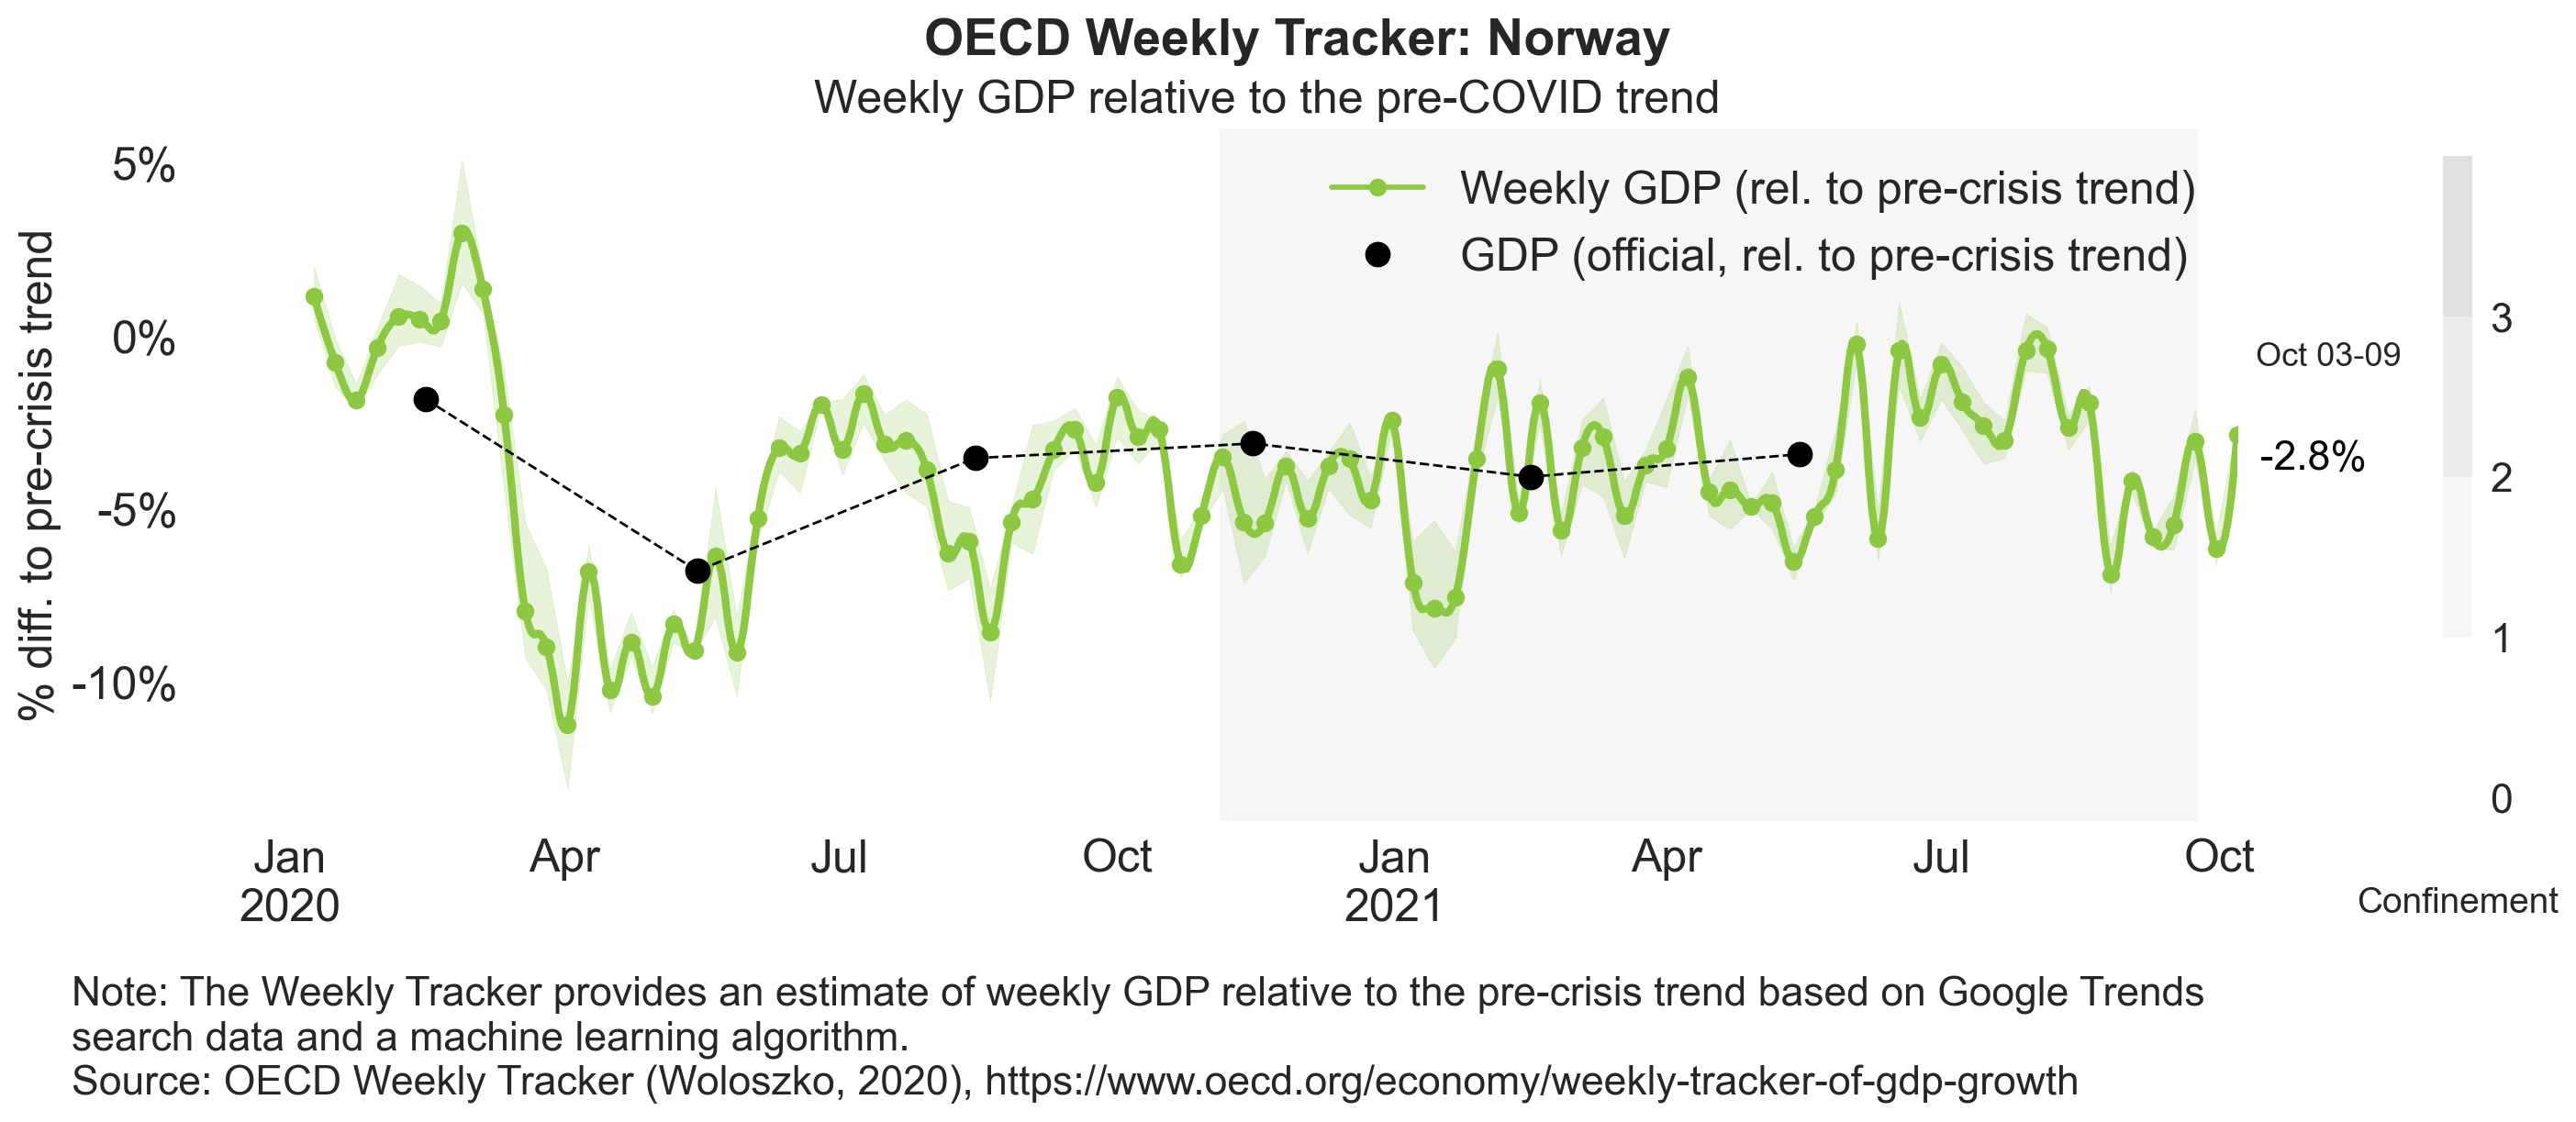 OECD Weekly Tracker: Norway
Weekly GDP relative to the pre-COVID trend
% diff. to pre-crisis trend
5%
0%
-5%
-10%
Weekly GDP (rel. to pre-crisis trend)
GDP (official, rel. to pre-crisis trend)
Oct 03-09
-2.8%
3
2
1
0
Jan Apr Jul Oct Jan Apr Jul Oct
2020 2021
Confinement
Note: The Weekly Tracker provides an estimate of weekly GDP relative to the pre-crisis trend based on Google Trends
search data and a machine learning algorithm.
Source: OECD Weekly Tracker (Woloszko, 2020), https://www.oecd.org/economy/weekly-tracker-of-gdp-growth